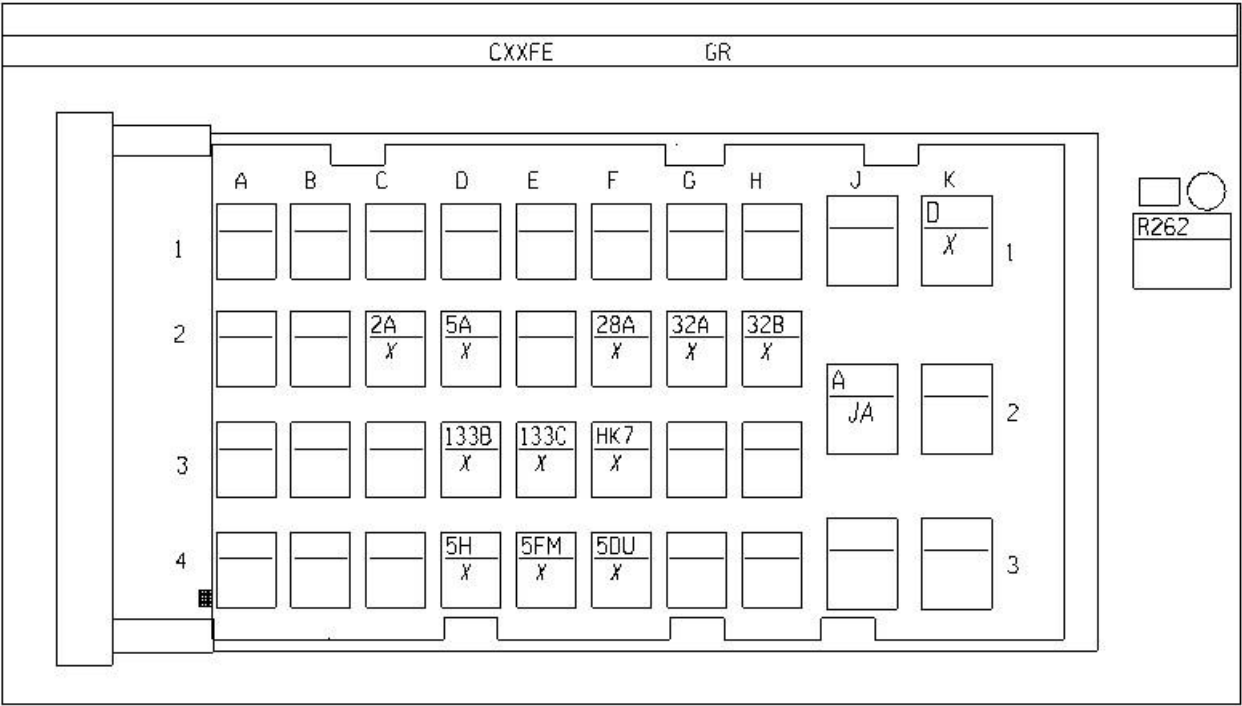 CXXFE GR
A B C D E F G H J K
D
R262
1 X 1
2A 5A 28A 32A 32B
2 X X X X X
A
JA 2
133B 133C HK7
3 X X X
5H 5FM 5DU
4 X X X 3